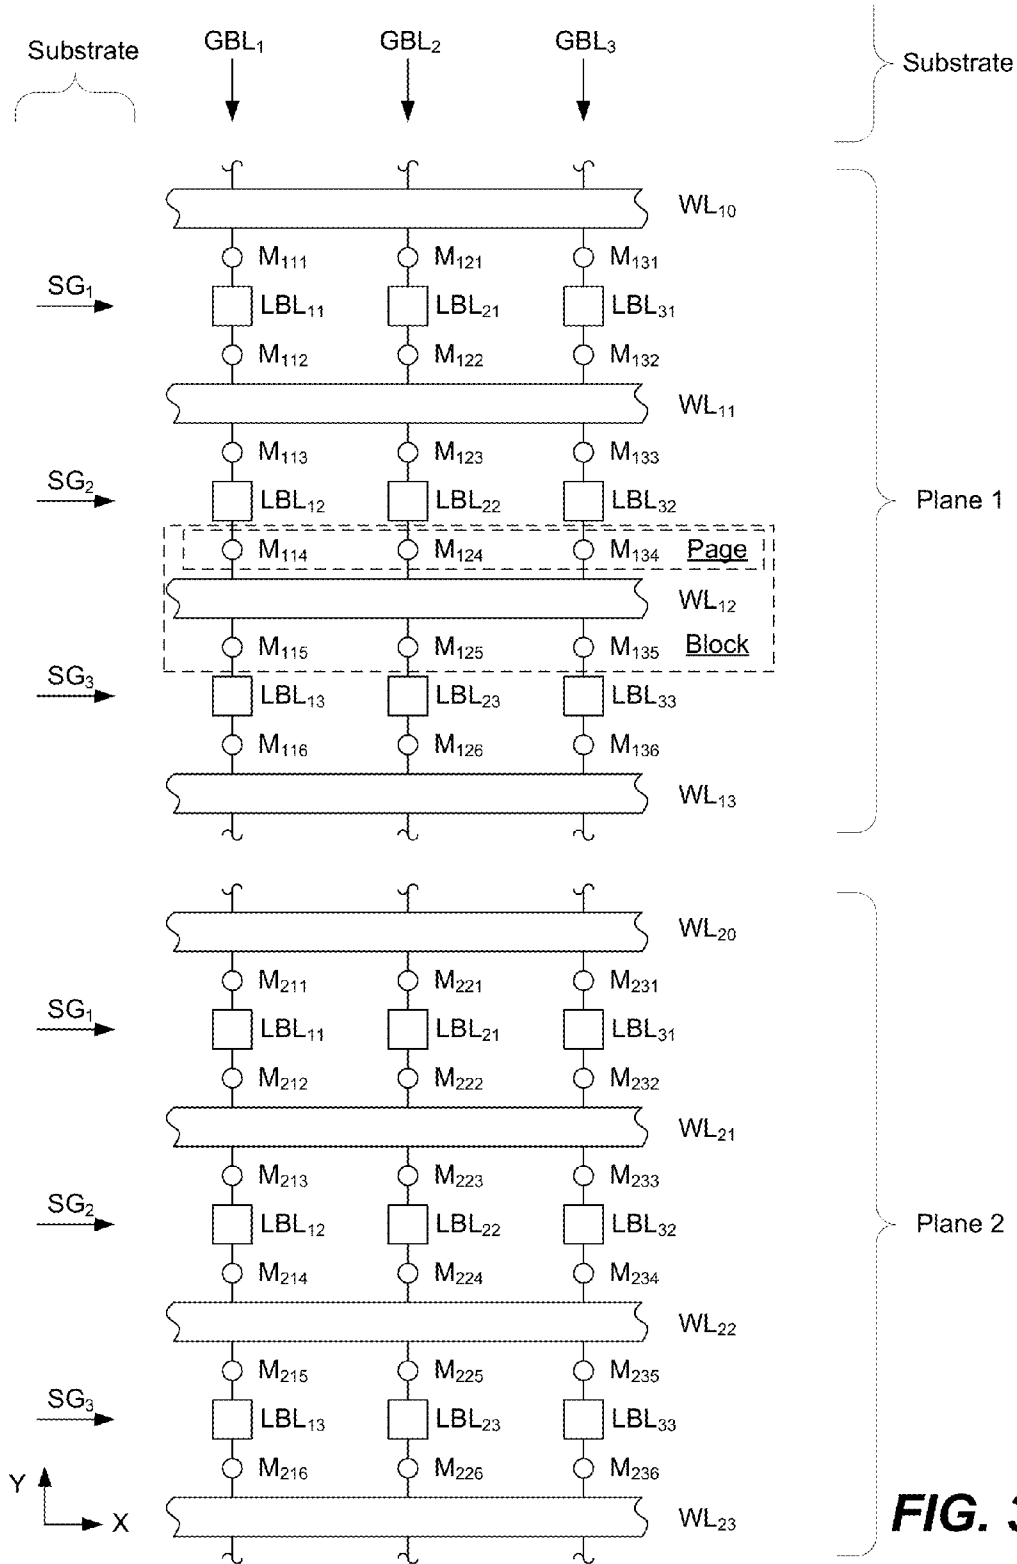 Substrate GBL₁ GBL₂ GBL₃ Substrate
WL₁₀
M₁₁₁ M₁₂₁ M₁₃₁
SG₁ LBL₁₁ LBL₂₁ LBL₃₁
M₁₁₂ M₁₂₂ M₁₃₂
WL₁₁
M₁₁₃ M₁₂₃ M₁₃₃
SG₂ LBL₁₂ LBL₂₂ LBL₃₂ Plane 1
M₁₁₄ M₁₂₄ M₁₃₄ Page
WL₁₂
M₁₁₅ M₁₂₅ M₁₃₅ Block
SG₃ LBL₁₃ LBL₂₃ LBL₃₃
M₁₁₆ M₁₂₆ M₁₃₆
WL₁₃
WL₂₀
M₂₁₁ M₂₂₁ M₂₃₁
SG₁ LBL₁₁ LBL₂₁ LBL₃₁
M₂₁₂ M₂₂₂ M₂₃₂
WL₂₁
M₂₁₃ M₂₂₃ M₂₃₃
SG₂ LBL₁₂ LBL₂₂ LBL₃₂ Plane 2
M₂₁₄ M₂₂₄ M₂₃₄
WL₂₂
M₂₁₅ M₂₂₅ M₂₃₅
SG₃ LBL₁₃ LBL₂₃ LBL₃₃
M₂₁₆ M₂₂₆ M₂₃₆
Y
X
WL₂₃
FIG. 3